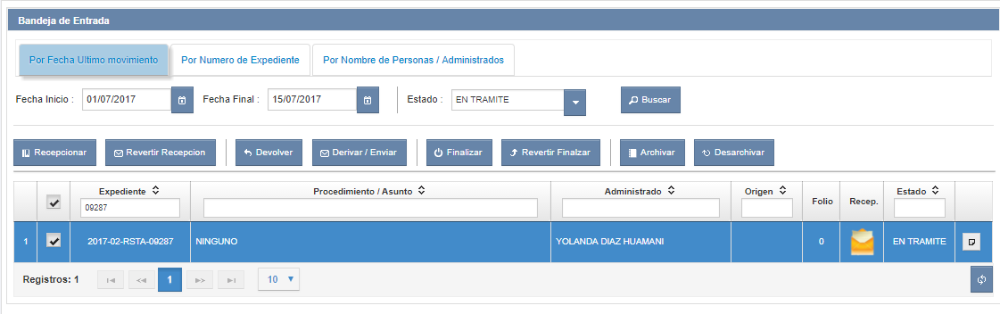 Bandeja de Entrada
Por Fecha Ultimo movimiento Por Numero de Expediente Por Nombre de Personas / Administrados
Fecha Inicio : 01/07/2017 Fecha Final : 15/07/2017 Estado : EN TRAMITE Buscar
Recepcionar Revertir Recepcion Devolver Derivar / Enviar Finalizar Revertir Finalzar Archivar Desarchivar
Expediente Procedimiento / Asunto Administrado Origen Folio Recep. Estado
09287
1 2017-02-RSTA-09287 NINGUNO YOLANDA DIAZ HUAMANI 0 EN TRAMITE
Registros: 1 1 10